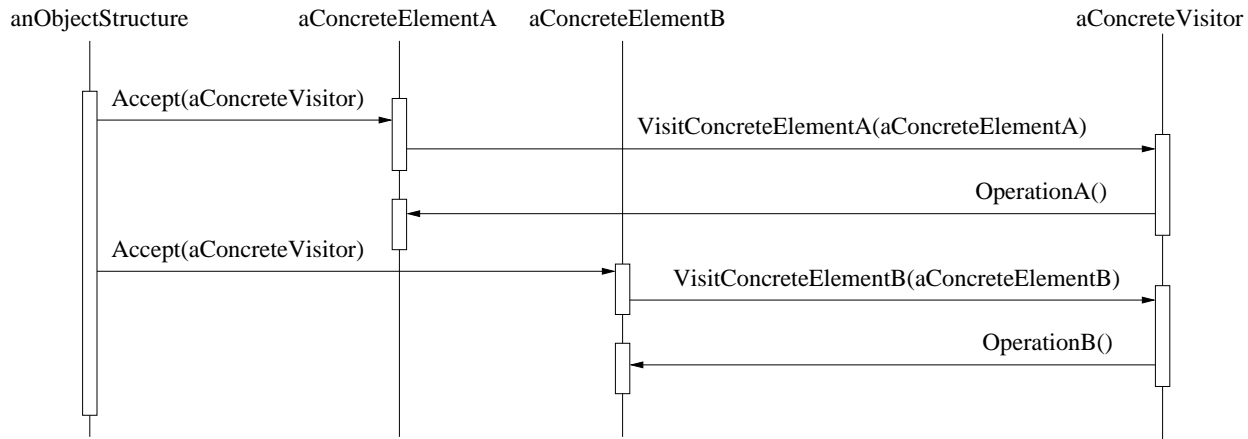 anObjectStructure
aConcreteElementA
aConcreteElementB
aConcreteVisitor
Accept(aConcreteVisitor)
VisitConcreteElementA(aConcreteElementA)
OperationA()
Accept(aConcreteVisitor)
VisitConcreteElementB(aConcreteElementB)
OperationB()